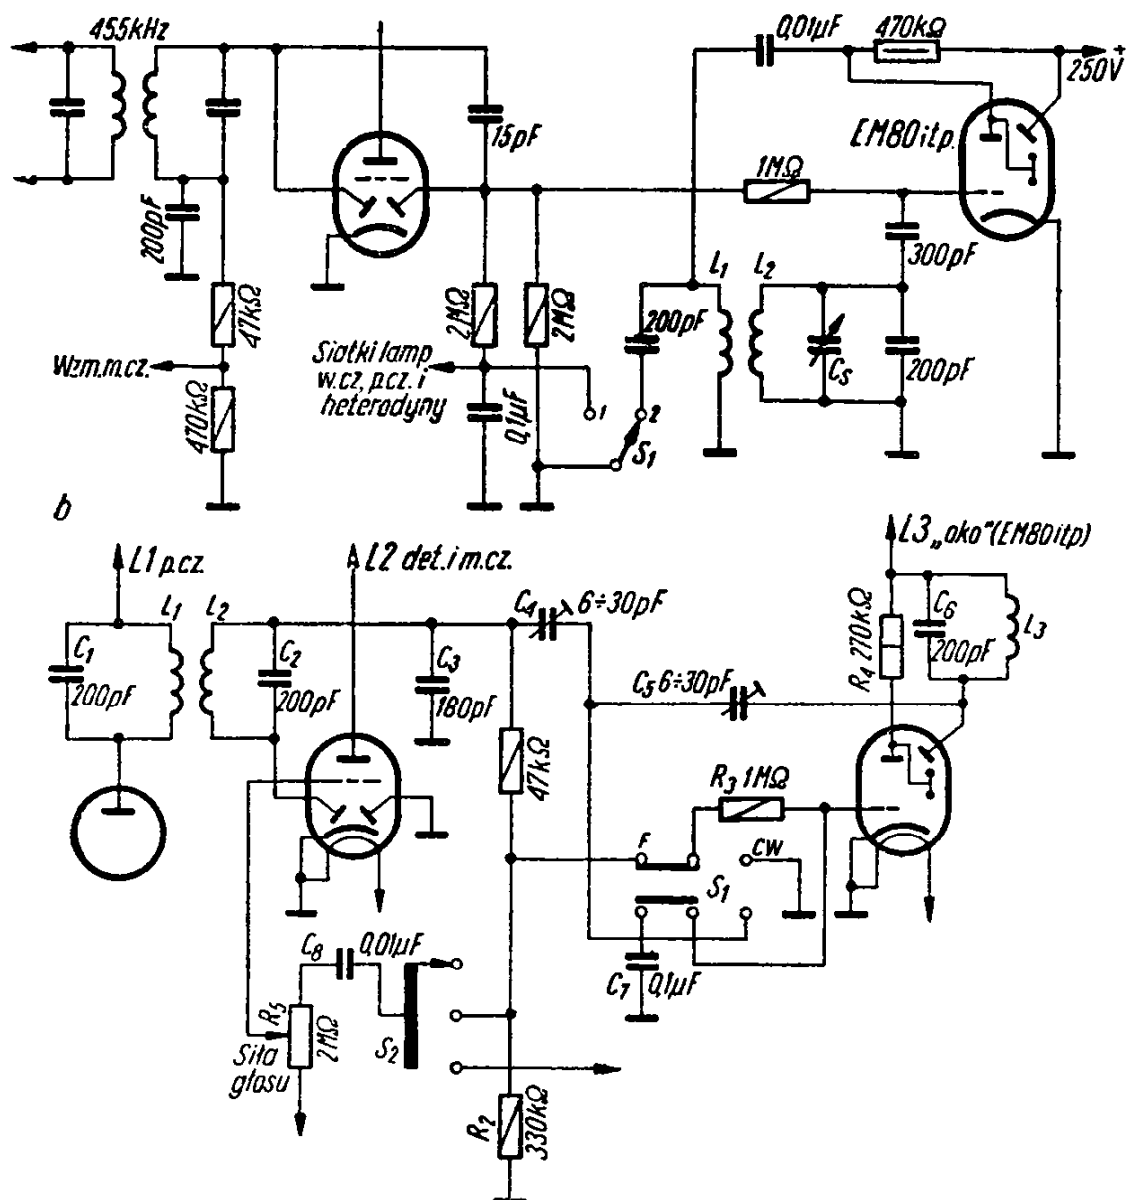 455kHz
0,01µF
470kΩ
+
250V
15pF
EM80 itp.
1MΩ
200pF
300pF
47kΩ
2MΩ
2MΩ
L1
L2
200pF
Cs
200pF
Wzm.m.cz.
Siatki lamp
w.cz, p.cz. i
heterodyny
470kΩ
0,1µF
1
2
S1
b
L1 p.cz.
L2 det. i m.cz.
L3 „oko” (EM80 itp)
L1
L2
C4 6÷30pF
C1
200pF
C2
200pF
C3
180pF
R4 270kΩ
C6
200pF
L3
C5 6÷30pF
47kΩ
R3 1MΩ
F
CW
S1
C8
0,01µF
C7
0,1µF
R5
2MΩ
S2
Siła
głosu
R2
330kΩ